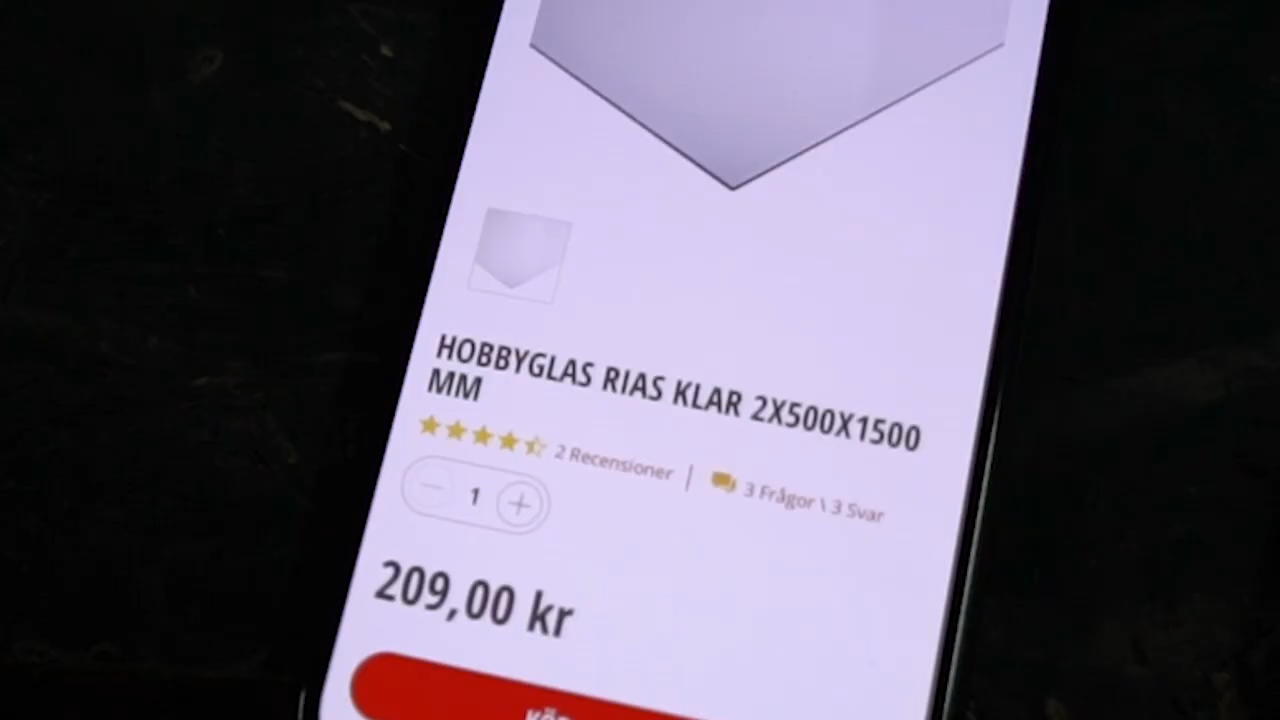 HOBBYGLAS RIAS KLAR 2X500X1500
MM
2 Recensioner | 3 Frågor \ 3 Svar
1
209,00 kr